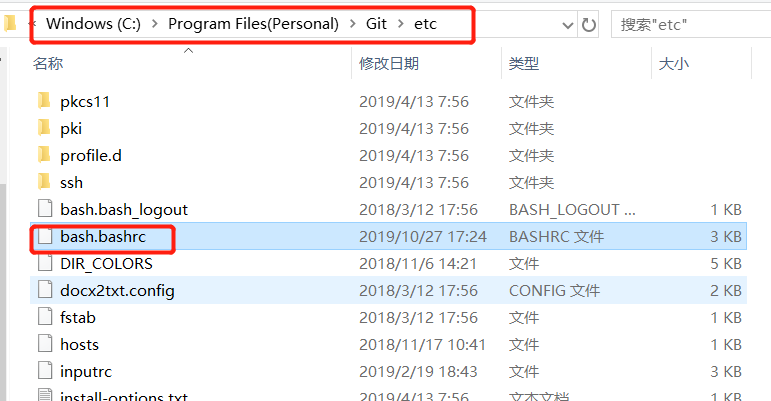 « Windows (C:) > Program Files(Personal) > Git > etc 搜索"etc"
名称 修改日期 类型 大小
pkcs11 2019/4/13 7:56 文件夹
pki 2019/4/13 7:56 文件夹
profile.d 2019/4/13 7:56 文件夹
ssh 2019/4/13 7:56 文件夹
bash.bash_logout 2018/3/12 17:56 BASH_LOGOUT ... 1 KB
bash.bashrc 2019/10/27 17:24 BASHRC 文件 3 KB
DIR_COLORS 2018/11/6 14:21 文件 5 KB
docx2txt.config 2018/3/12 17:56 CONFIG 文件 2 KB
fstab 2018/3/12 17:56 文件 1 KB
hosts 2018/11/17 10:41 文件 1 KB
inputrc 2019/2/19 18:43 文件 3 KB
install-options.txt 2019/4/13 7:56 文本文档 1 KB